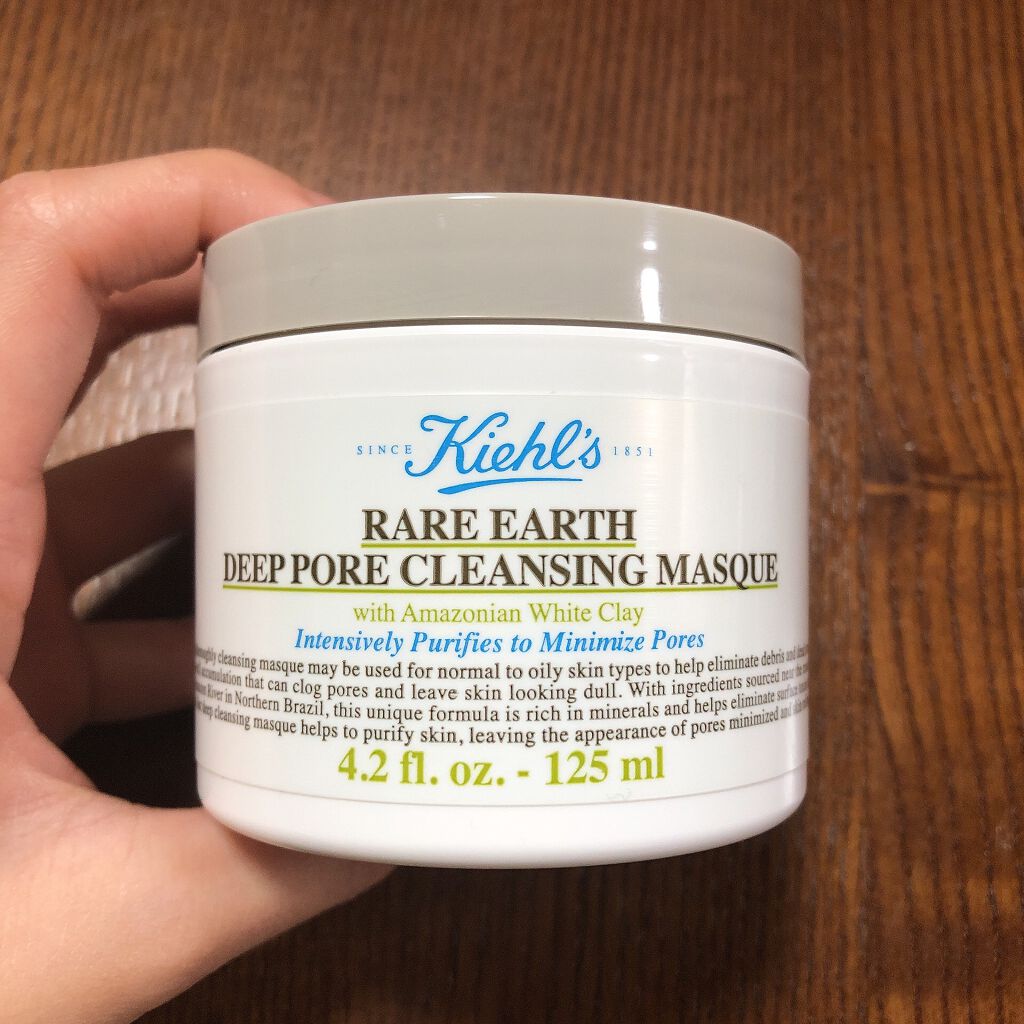 SINCE Kiehl's 1851
RARE EARTH
DEEP PORE CLEANSING MASQUE
with Amazonian White Clay
Intensively Purifies to Minimize Pores
cleansing masque may be used for normal to oily skin types to help eliminate debris and
accumulation that can clog pores and leave skin looking dull. With ingredients sourced near the
River in Northern Brazil, this unique formula is rich in minerals and helps eliminate surface
deep cleansing masque helps to purify skin, leaving the appearance of pores minimized and
4.2 fl. oz. - 125 ml